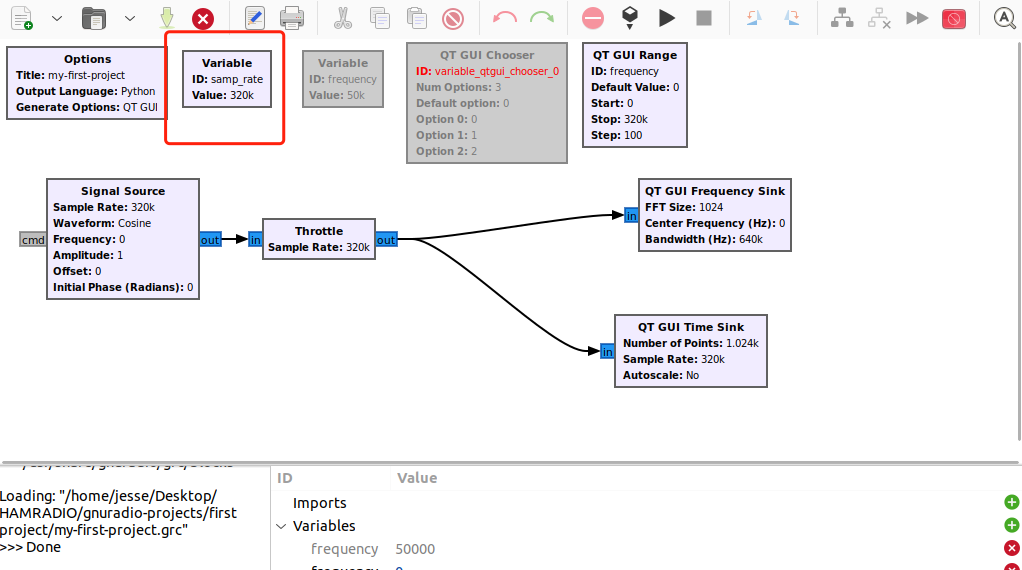 Options
Title: my-first-project
Output Language: Python
Generate Options: QT GUI
Variable
ID: samp_rate
Value: 320k
Variable
ID: frequency
Value: 50k
QT GUI Chooser
ID: variable_qtgui_chooser_0
Num Options: 3
Default option: 0
Option 0: 0
Option 1: 1
Option 2: 2
QT GUI Range
ID: frequency
Default Value: 0
Start: 0
Stop: 320k
Step: 100
Signal Source
Sample Rate: 320k
Waveform: Cosine
Frequency: 0
Amplitude: 1
Offset: 0
Initial Phase (Radians): 0
cmd
out
in
Throttle
Sample Rate: 320k
out
in
QT GUI Frequency Sink
FFT Size: 1024
Center Frequency (Hz): 0
Bandwidth (Hz): 640k
in
QT GUI Time Sink
Number of Points: 1.024k
Sample Rate: 320k
Autoscale: No
Loading: "/home/jesse/Desktop/
HAMRADIO/gnuradio-projects/first
project/my-first-project.grc"
>>> Done
ID Value
Imports
Variables
frequency 50000
frequency 0